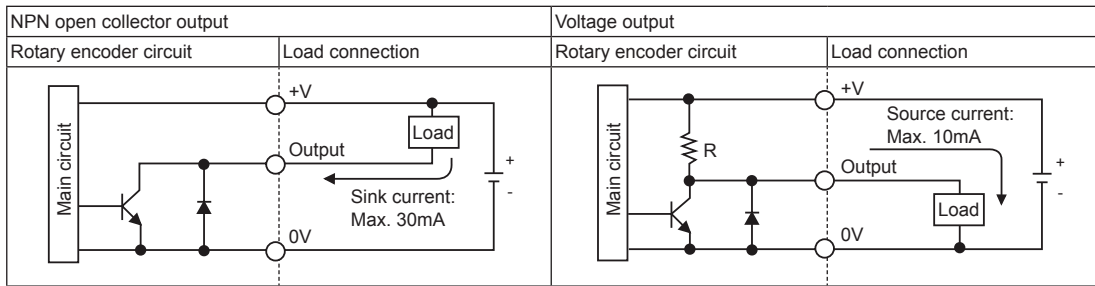 NPN open collector output
Voltage output
Rotary encoder circuit
Load connection
Rotary encoder circuit
Load connection
Main circuit
+V
Load
Output
+
-
Sink current:
Max. 30mA
0V
Main circuit
+V
Source current:
Max. 10mA
R
Output
+
-
Load
0V